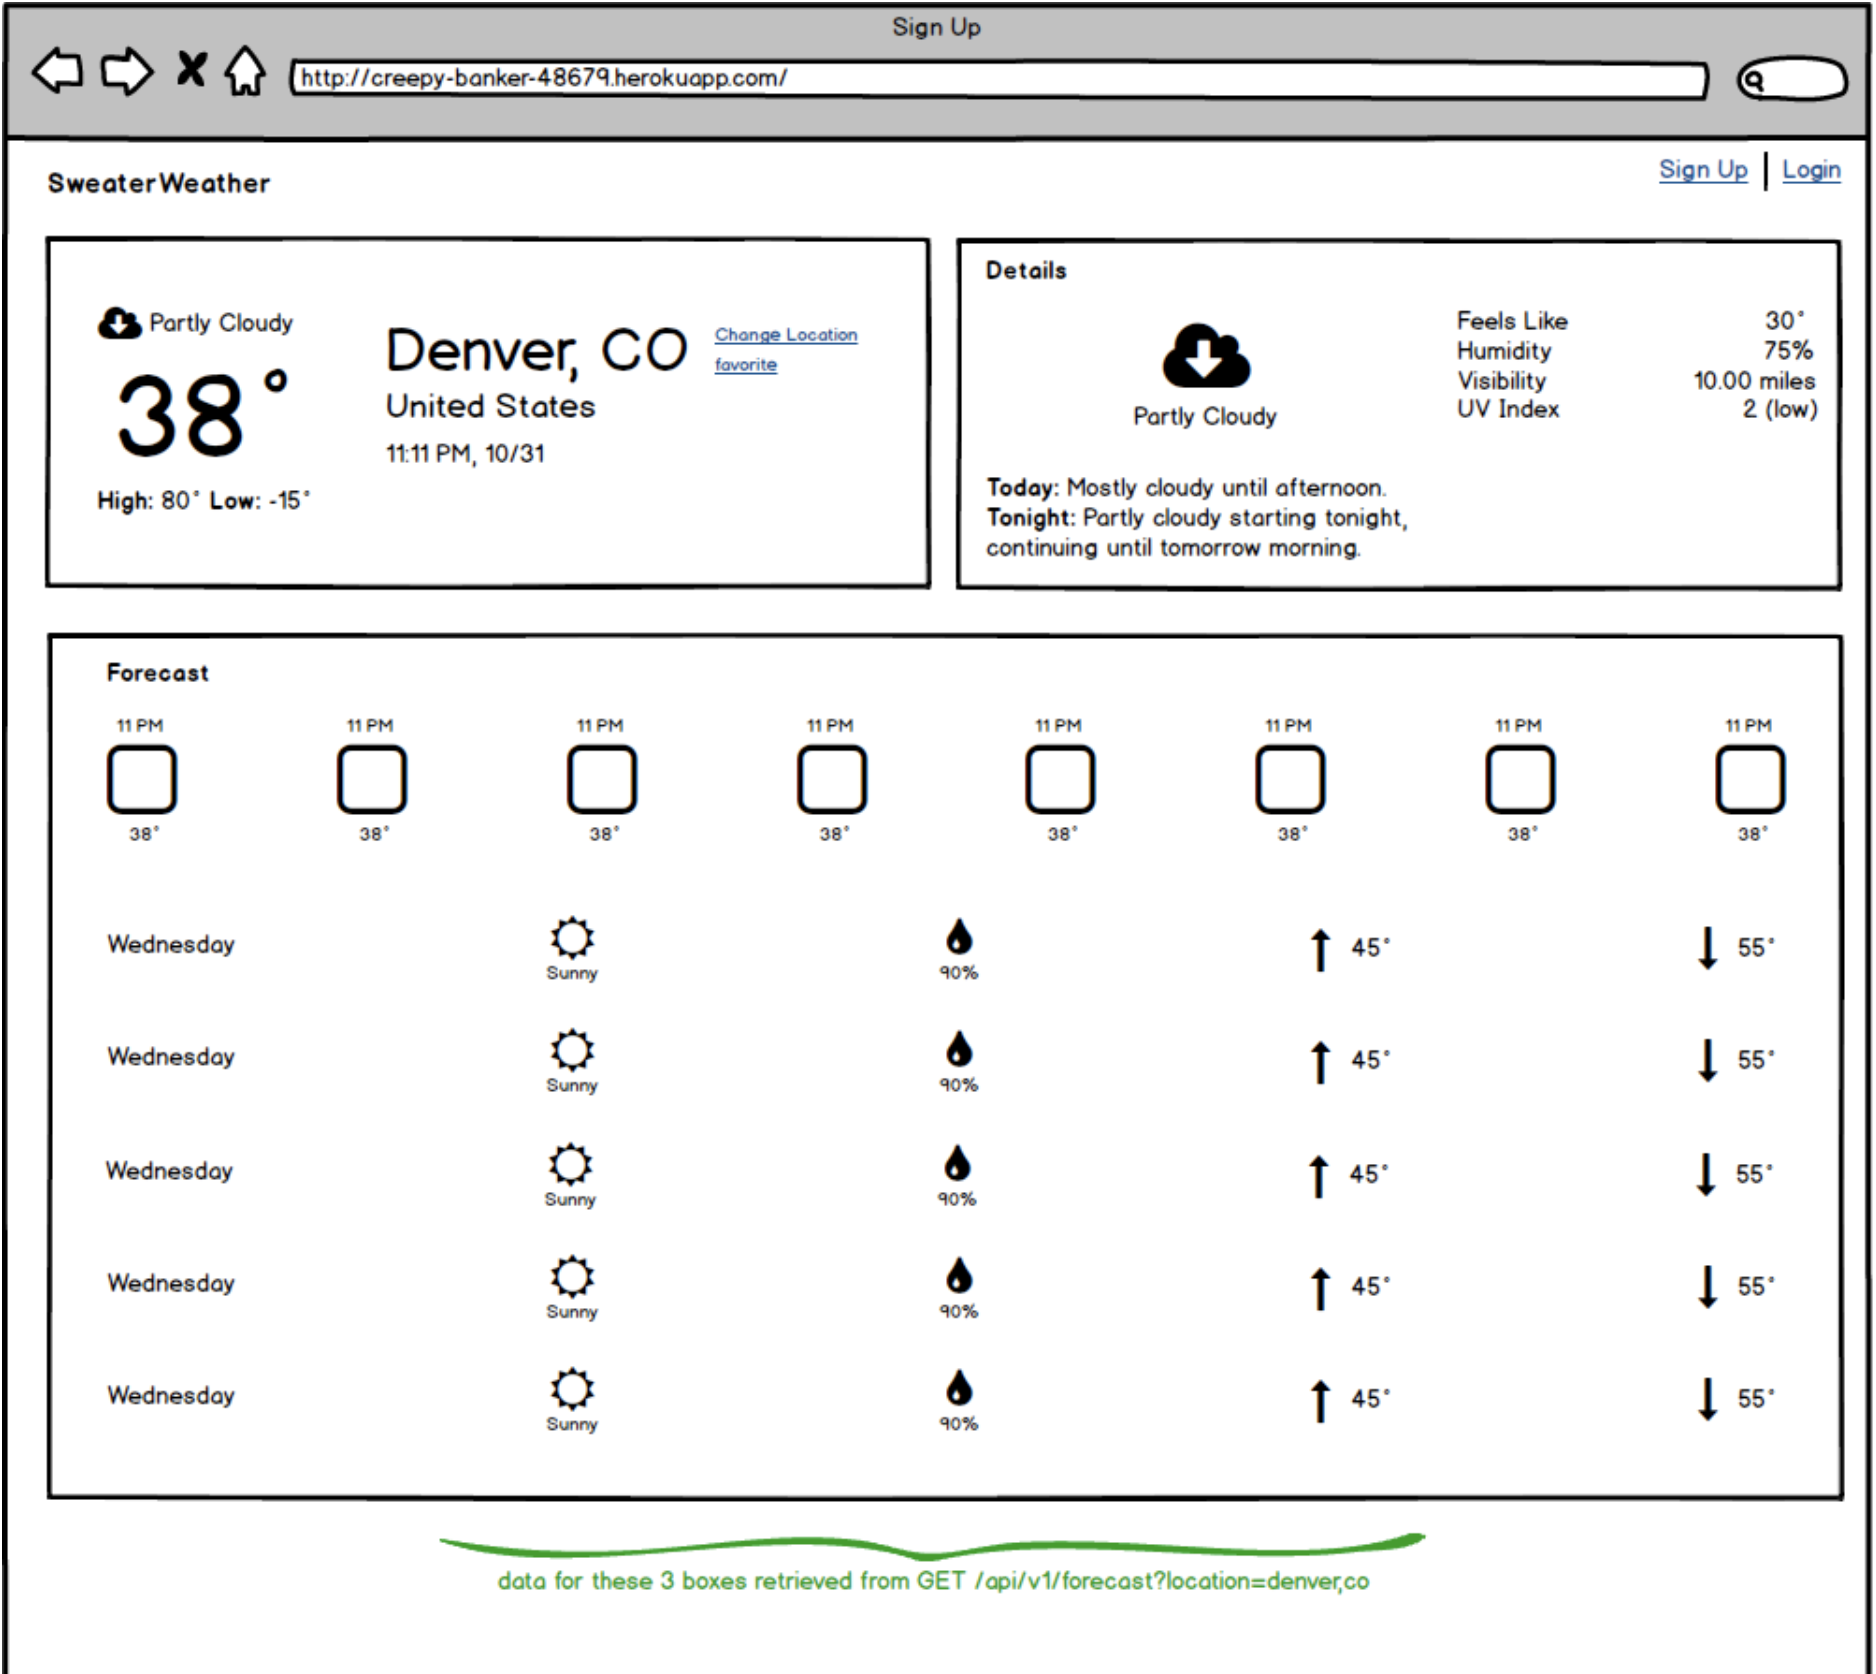 Sign Up
http://creepy-banker-48679.herokuapp.com/
SweaterWeather
Sign Up | Login
Partly Cloudy
38°
High: 80° Low: -15°
Denver, CO
Change Location
favorite
United States
11:11 PM, 10/31
Details
Partly Cloudy
Feels Like 30°
Humidity 75%
Visibility 10.00 miles
UV Index 2 (low)
Today: Mostly cloudy until afternoon.
Tonight: Partly cloudy starting tonight,
continuing until tomorrow morning.
Forecast
11 PM 11 PM 11 PM 11 PM 11 PM 11 PM 11 PM 11 PM
38° 38° 38° 38° 38° 38° 38° 38°
Wednesday Sunny 90% 45° 55°
Wednesday Sunny 90% 45° 55°
Wednesday Sunny 90% 45° 55°
Wednesday Sunny 90% 45° 55°
Wednesday Sunny 90% 45° 55°
data for these 3 boxes retrieved from GET /api/v1/forecast?location=denver,co